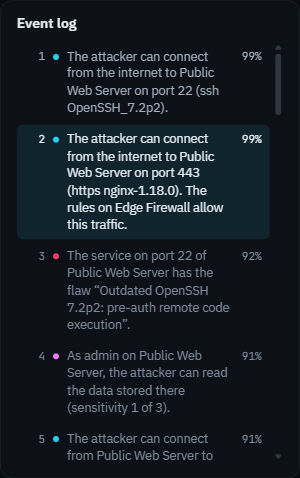 Event log
1 The attacker can connect 99%
from the internet to Public
Web Server on port 22 (ssh
OpenSSH_7.2p2).
2 The attacker can connect 99%
from the internet to Public
Web Server on port 443
(https nginx-1.18.0). The
rules on Edge Firewall allow
this traffic.
3 The service on port 22 of 92%
Public Web Server has the
flaw “Outdated OpenSSH
7.2p2: pre-auth remote code
execution”.
4 As admin on Public Web 91%
Server, the attacker can read
the data stored there
(sensitivity 1 of 3).
5 The attacker can connect 91%
from Public Web Server to